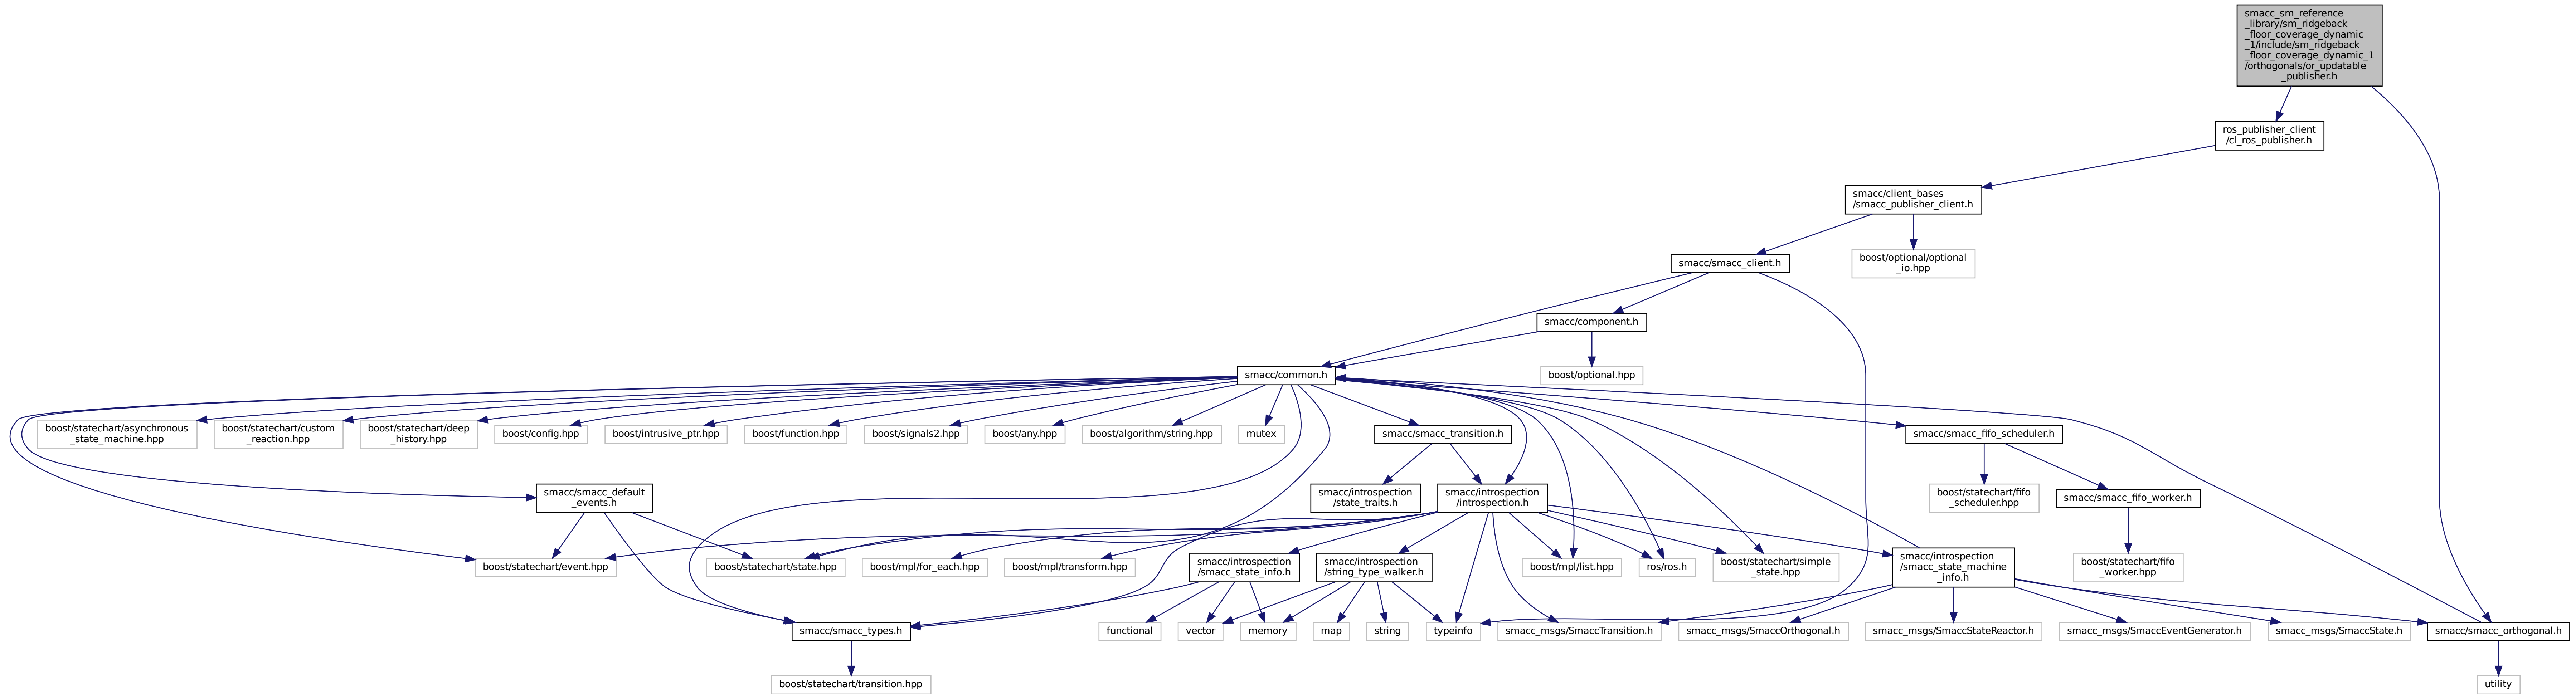 smacc_sm_reference
_library/sm_ridgeback
_floor_coverage_dynamic
_1/include/sm_ridgeback
_floor_coverage_dynamic_1
/orthogonals/or_updatable
_publisher.h
ros_publisher_client
/cl_ros_publisher.h
smacc/client_bases
/smacc_publisher_client.h
smacc/smacc_client.h
boost/optional/optional
_io.hpp
smacc/component.h
smacc/common.h
boost/optional.hpp
boost/statechart/asynchronous
_state_machine.hpp
boost/statechart/custom
_reaction.hpp
boost/statechart/deep
_history.hpp
boost/config.hpp
boost/intrusive_ptr.hpp
boost/function.hpp
boost/signals2.hpp
boost/any.hpp
boost/algorithm/string.hpp
mutex
smacc/smacc_transition.h
smacc/smacc_fifo_scheduler.h
smacc/smacc_default
_events.h
smacc/introspection
/state_traits.h
smacc/introspection
/introspection.h
boost/statechart/fifo
_scheduler.hpp
smacc/smacc_fifo_worker.h
boost/statechart/event.hpp
boost/statechart/state.hpp
boost/mpl/for_each.hpp
boost/mpl/transform.hpp
smacc/introspection
/smacc_state_info.h
smacc/introspection
/string_type_walker.h
boost/mpl/list.hpp
ros/ros.h
boost/statechart/simple
_state.hpp
smacc/introspection
/smacc_state_machine
_info.h
boost/statechart/fifo
_worker.hpp
smacc/smacc_types.h
functional
vector
memory
map
string
typeinfo
smacc_msgs/SmaccTransition.h
smacc_msgs/SmaccOrthogonal.h
smacc_msgs/SmaccStateReactor.h
smacc_msgs/SmaccEventGenerator.h
smacc_msgs/SmaccState.h
smacc/smacc_orthogonal.h
boost/statechart/transition.hpp
utility